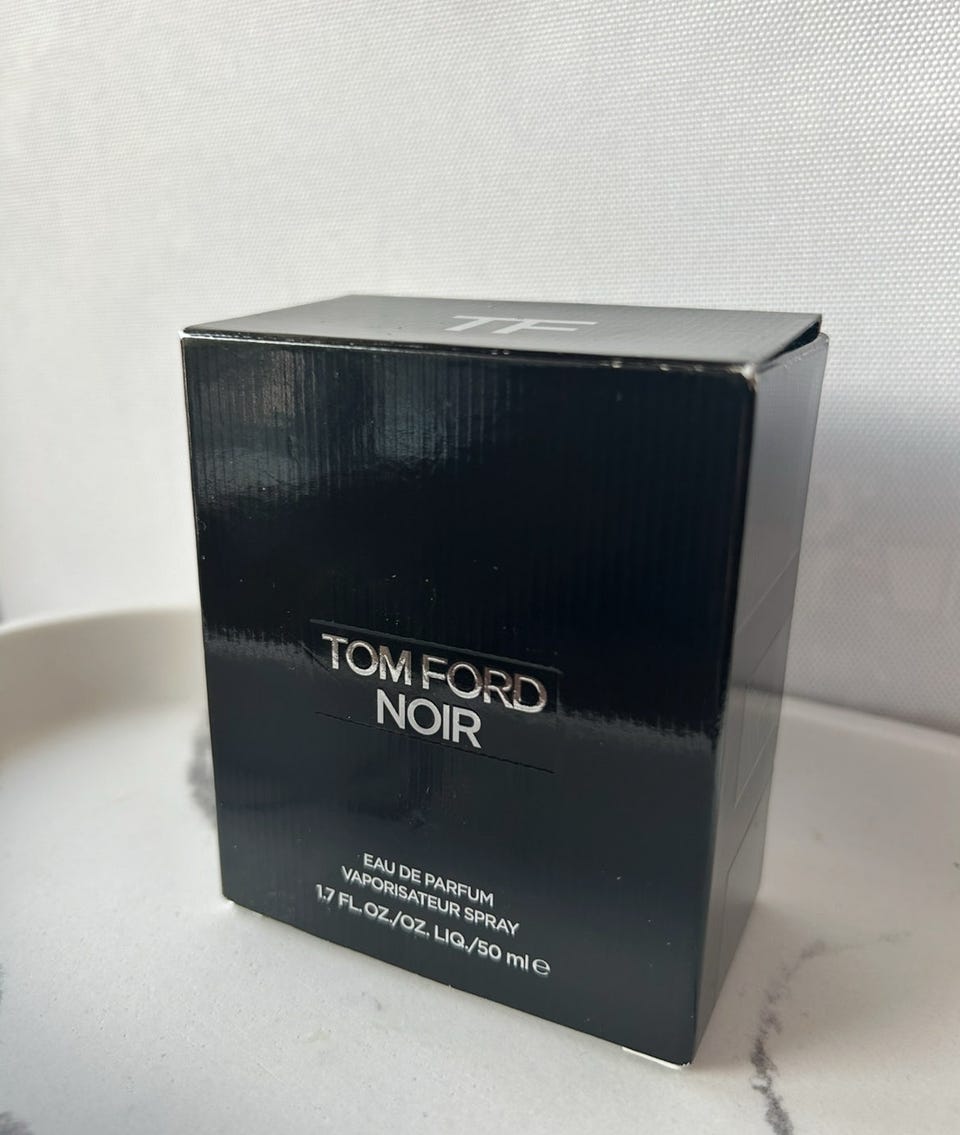 TF
TOM FORD
NOIR
EAU DE PARFUM
VAPORISATEUR SPRAY
1.7 FL.OZ./OZ. LIQ./50 ml ℮